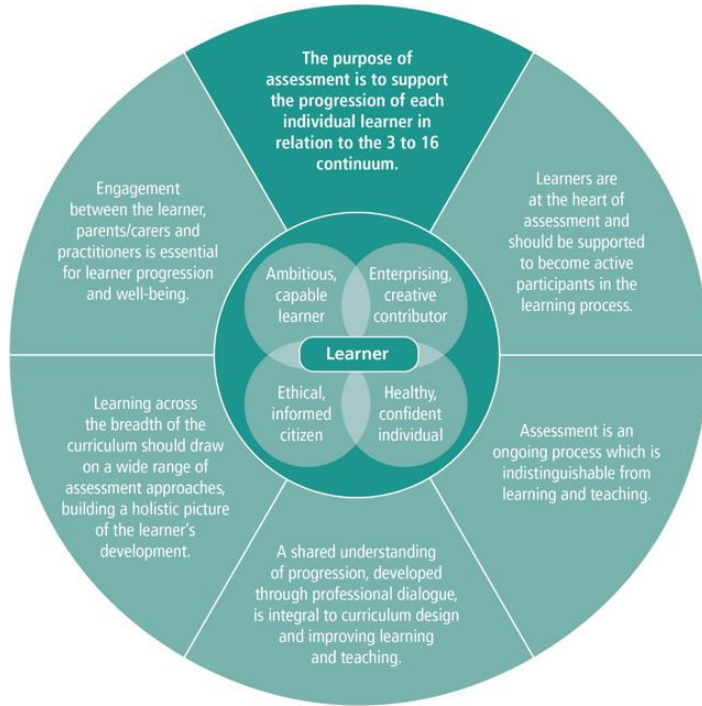 The purpose of
assessment is to support
the progression of each
individual learner in
relation to the 3 to 16
continuum.
Learners are
at the heart of
assessment and
should be supported
to become active
participants in the
learning process.
Assessment is an
ongoing process which is
indistinguishable from
learning and teaching.
A shared understanding
of progression, developed
through professional dialogue,
is integral to curriculum design
and improving learning
and teaching.
Learning across
the breadth of the
curriculum should draw
on a wide range of
assessment approaches,
building a holistic picture
of the learner’s
development.
Engagement
between the learner,
parents/carers and
practitioners is essential
for learner progression
and well-being.
Ambitious,
capable
learner
Enterprising,
creative
contributor
Learner
Ethical,
informed
citizen
Healthy,
confident
individual